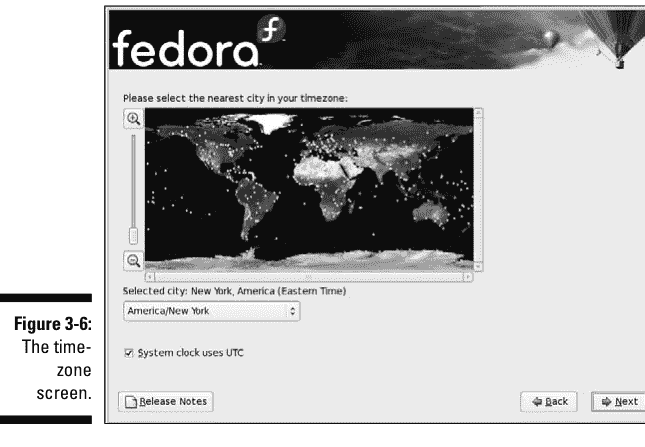 fedora
Please select the nearest city in your timezone:
Selected city: New York, America (Eastern Time)
America/New York
System clock uses UTC
Release Notes
Back
Next
Figure 3-6:
The time-
zone
screen.